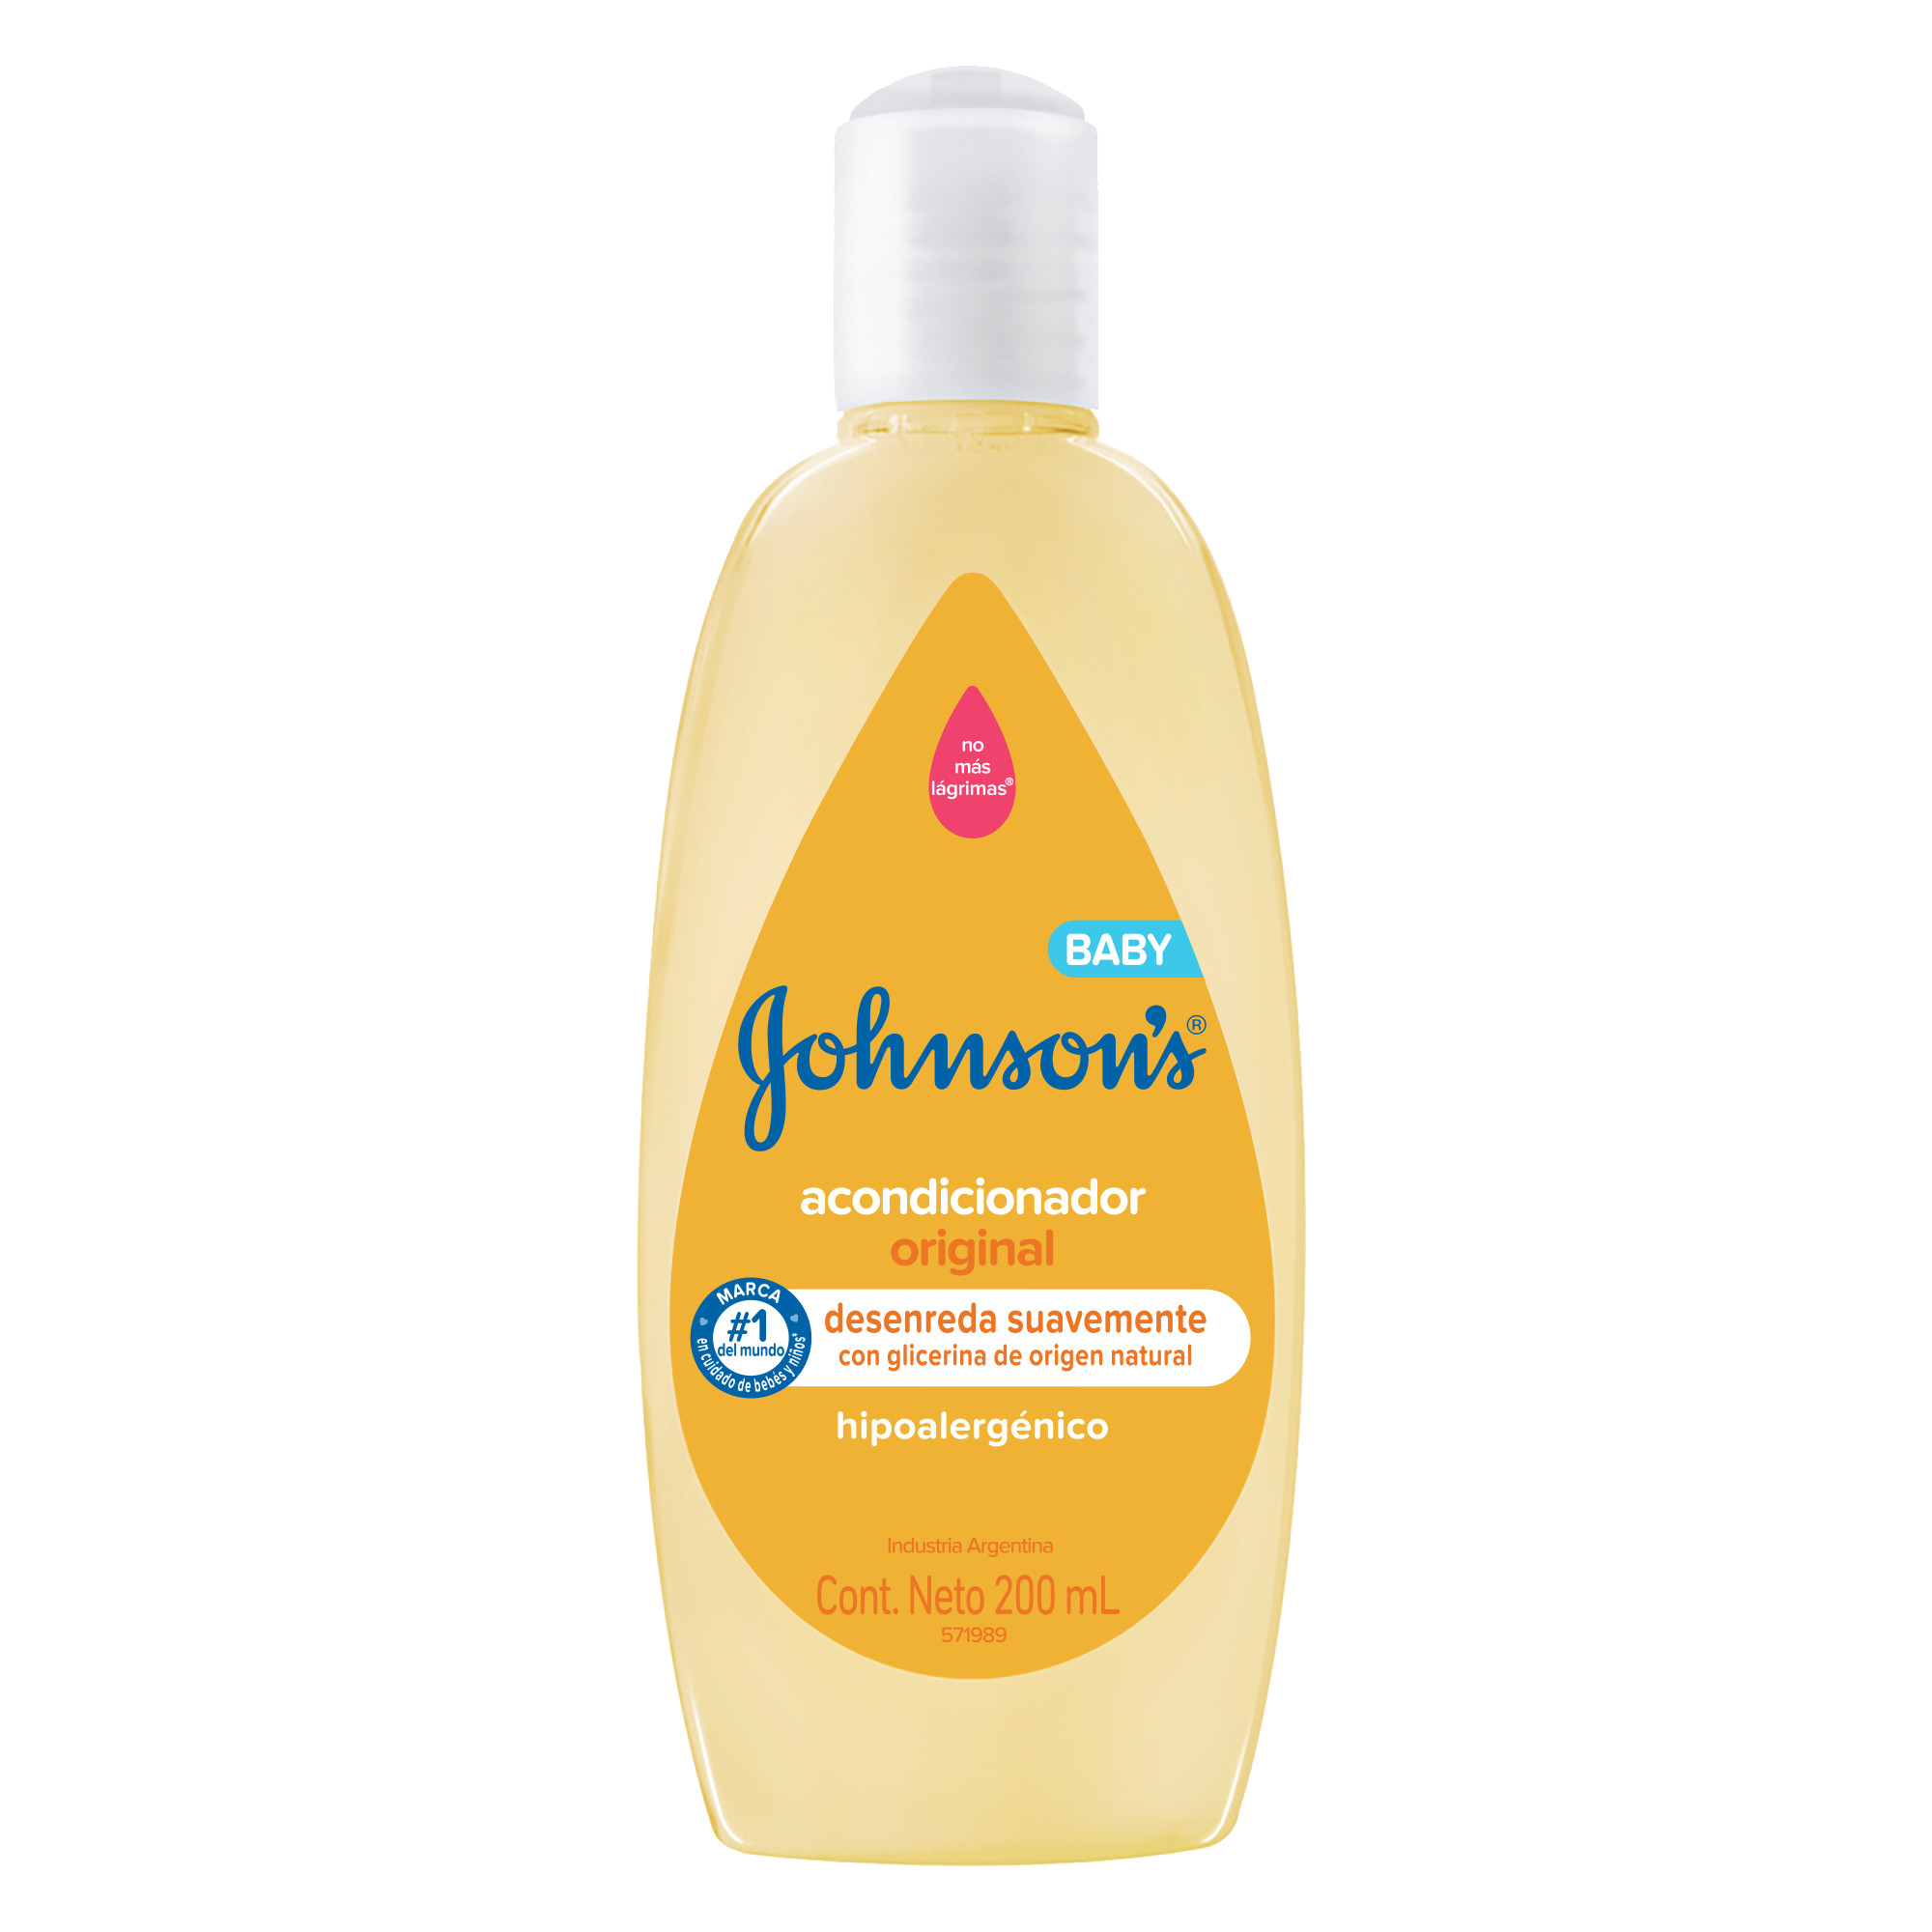 no
más
lágrimas®
BABY
Johnson's®
acondicionador
original
MARCA
#1
del mundo
en cuidado de bebés y niños*
desenreda suavemente
con glicerina de origen natural
hipoalergénico
Industria Argentina
Cont. Neto 200 mL
571989